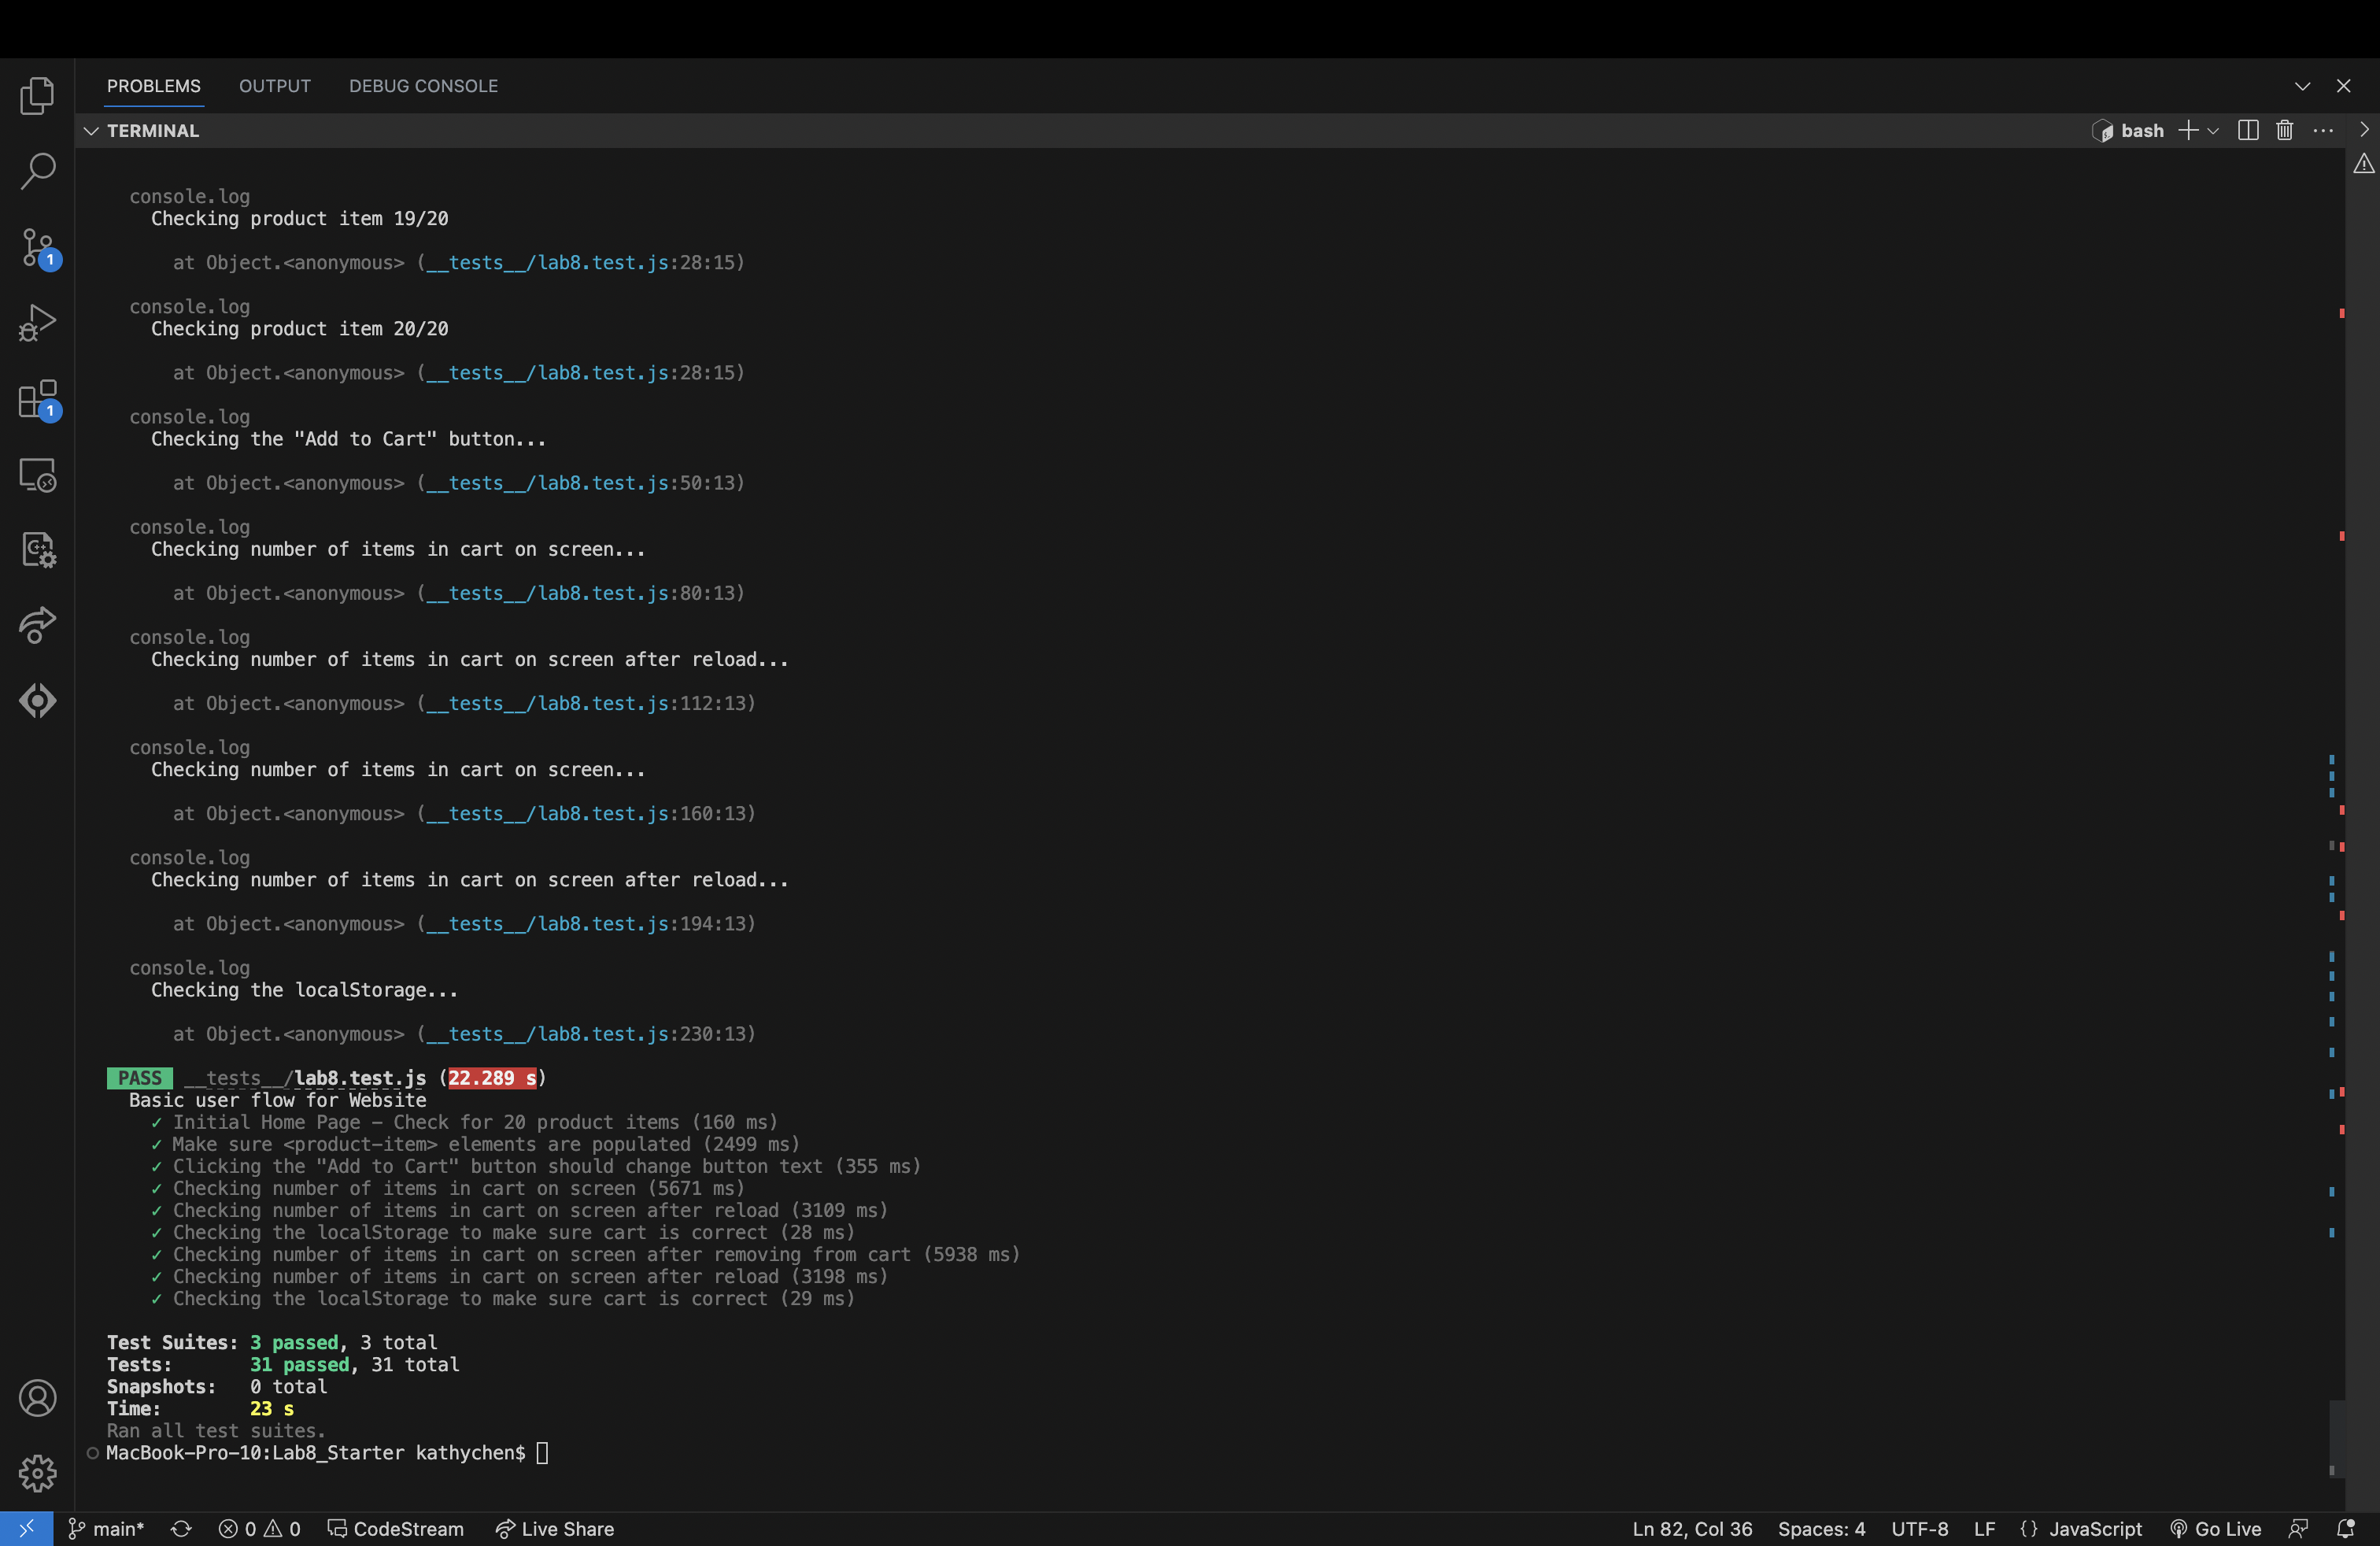 PROBLEMS OUTPUT DEBUG CONSOLE
TERMINAL
bash
console.log
Checking product item 19/20
at Object.<anonymous> (__tests__/lab8.test.js:28:15)
console.log
Checking product item 20/20
at Object.<anonymous> (__tests__/lab8.test.js:28:15)
console.log
Checking the "Add to Cart" button...
at Object.<anonymous> (__tests__/lab8.test.js:50:13)
console.log
Checking number of items in cart on screen...
at Object.<anonymous> (__tests__/lab8.test.js:80:13)
console.log
Checking number of items in cart on screen after reload...
at Object.<anonymous> (__tests__/lab8.test.js:112:13)
console.log
Checking number of items in cart on screen...
at Object.<anonymous> (__tests__/lab8.test.js:160:13)
console.log
Checking number of items in cart on screen after reload...
at Object.<anonymous> (__tests__/lab8.test.js:194:13)
console.log
Checking the localStorage...
at Object.<anonymous> (__tests__/lab8.test.js:230:13)
PASS __tests__/lab8.test.js (22.289 s)
Basic user flow for Website
✓ Initial Home Page – Check for 20 product items (160 ms)
✓ Make sure <product-item> elements are populated (2499 ms)
✓ Clicking the "Add to Cart" button should change button text (355 ms)
✓ Checking number of items in cart on screen (5671 ms)
✓ Checking number of items in cart on screen after reload (3109 ms)
✓ Checking the localStorage to make sure cart is correct (28 ms)
✓ Checking number of items in cart on screen after removing from cart (5938 ms)
✓ Checking number of items in cart on screen after reload (3198 ms)
✓ Checking the localStorage to make sure cart is correct (29 ms)
Test Suites: 3 passed, 3 total
Tests: 31 passed, 31 total
Snapshots: 0 total
Time: 23 s
Ran all test suites.
MacBook-Pro-10:Lab8_Starter kathychen$
1
1
C++
main* 0 0 CodeStream Live Share Ln 82, Col 36 Spaces: 4 UTF-8 LF {} JavaScript Go Live